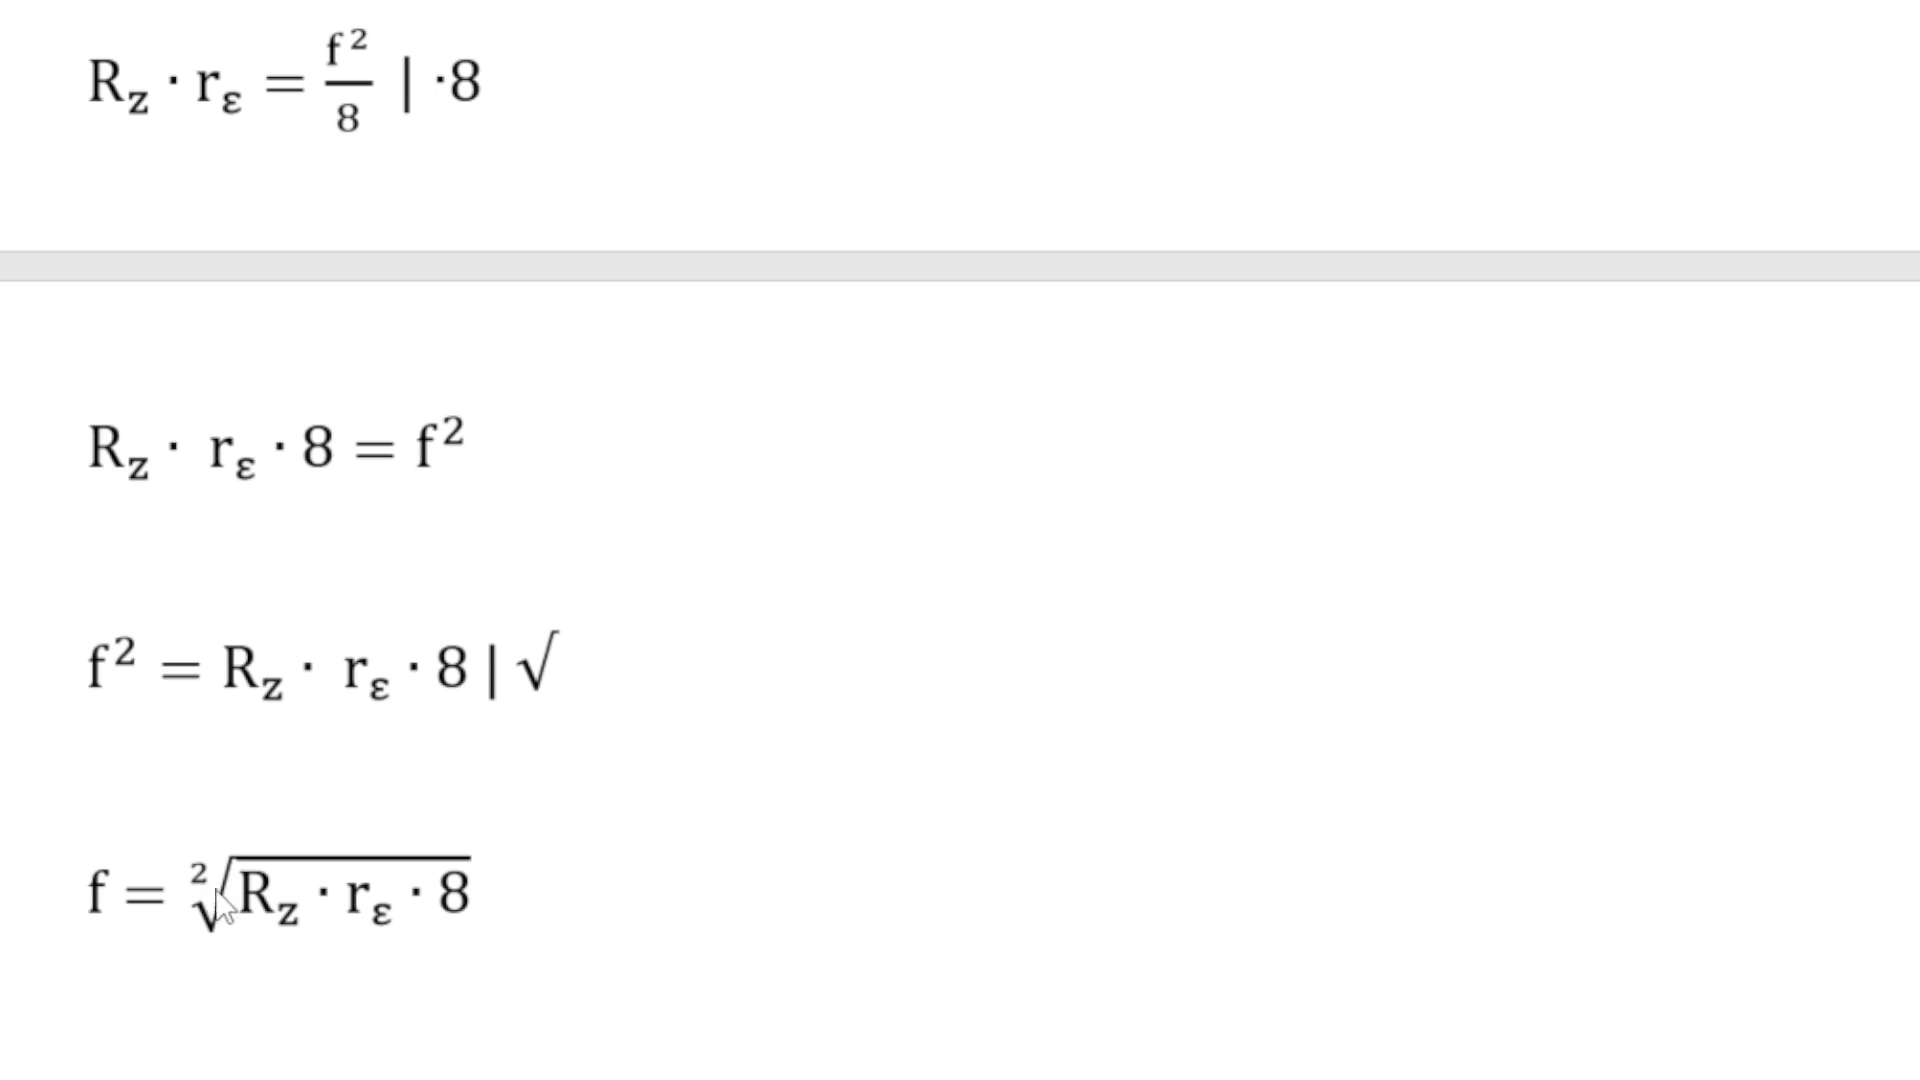 R_z · r_ε = f²/8 | ·8
R_z · r_ε · 8 = f²
f² = R_z · r_ε · 8 | √
f = ²√(R_z · r_ε · 8)